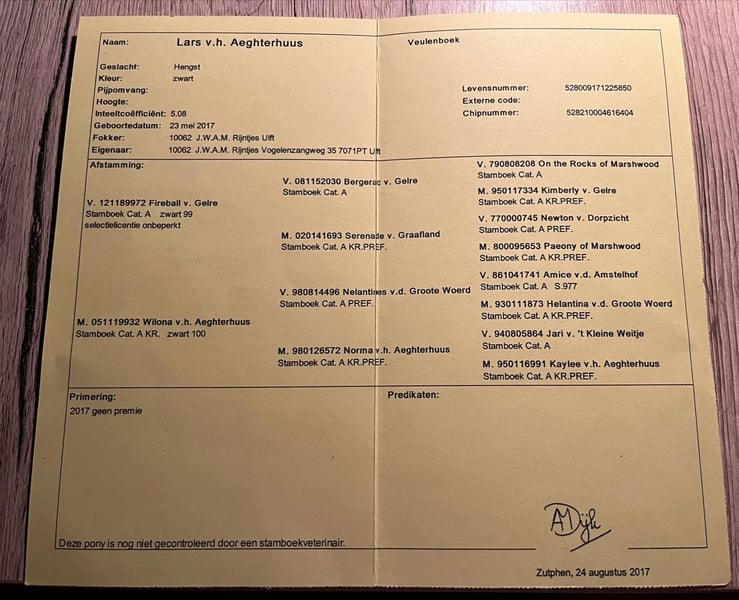 Naam: Lars v.h. Aeghterhuus
Veulenboek
Geslacht: Hengst
Kleur: zwart
Pijpomvang:
Hoogte:
Inteeltcoëfficiënt: 5.08
Geboortedatum: 23 mei 2017
Fokker: 10062 J.W.A.M. Rijntjes Ulft
Eigenaar: 10062 J.W.A.M. Rijntjes Vogelenzangweg 35 7071PT Ulft
Levensnummer: 528009171225850
Externe code:
Chipnummer: 528210004616404
Afstamming:
V. 121189972 Fireball v. Gelre
Stamboek Cat. A zwart 99
selectielicentie onbeperkt
M. 051119932 Wilona v.h. Aeghterhuus
Stamboek Cat. A KR. zwart 100
V. 081152030 Bergerac v. Gelre
Stamboek Cat. A
M. 020141693 Serenade v. Graafland
Stamboek Cat. A KR.PREF.
V. 980814496 Nelantines v.d. Groote Woerd
Stamboek Cat. A PREF.
M. 980126572 Norma v.h. Aeghterhuus
Stamboek Cat. A KR.PREF.
V. 790808208 On the Rocks of Marshwood
Stamboek Cat. A
M. 950117334 Kimberly v. Gelre
Stamboek Cat. A KR.PREF.
V. 770000745 Newton v. Dorpzicht
Stamboek Cat. A PREF.
M. 800095653 Paeony of Marshwood
Stamboek Cat. A KR.PREF.
V. 861041741 Amice v.d. Amstelhof
Stamboek Cat. A S.977
M. 930111873 Helantina v.d. Groote Woerd
Stamboek Cat. A KR.PREF.
V. 940805864 Jari v. 't Kleine Weitje
Stamboek Cat. A
M. 950116991 Kaylee v.h. Aeghterhuus
Stamboek Cat. A KR.PREF.
Primering:
2017 geen premie
Predikaten:
Deze pony is nog niet gecontroleerd door een stamboekveterinair.
Zutphen, 24 augustus 2017